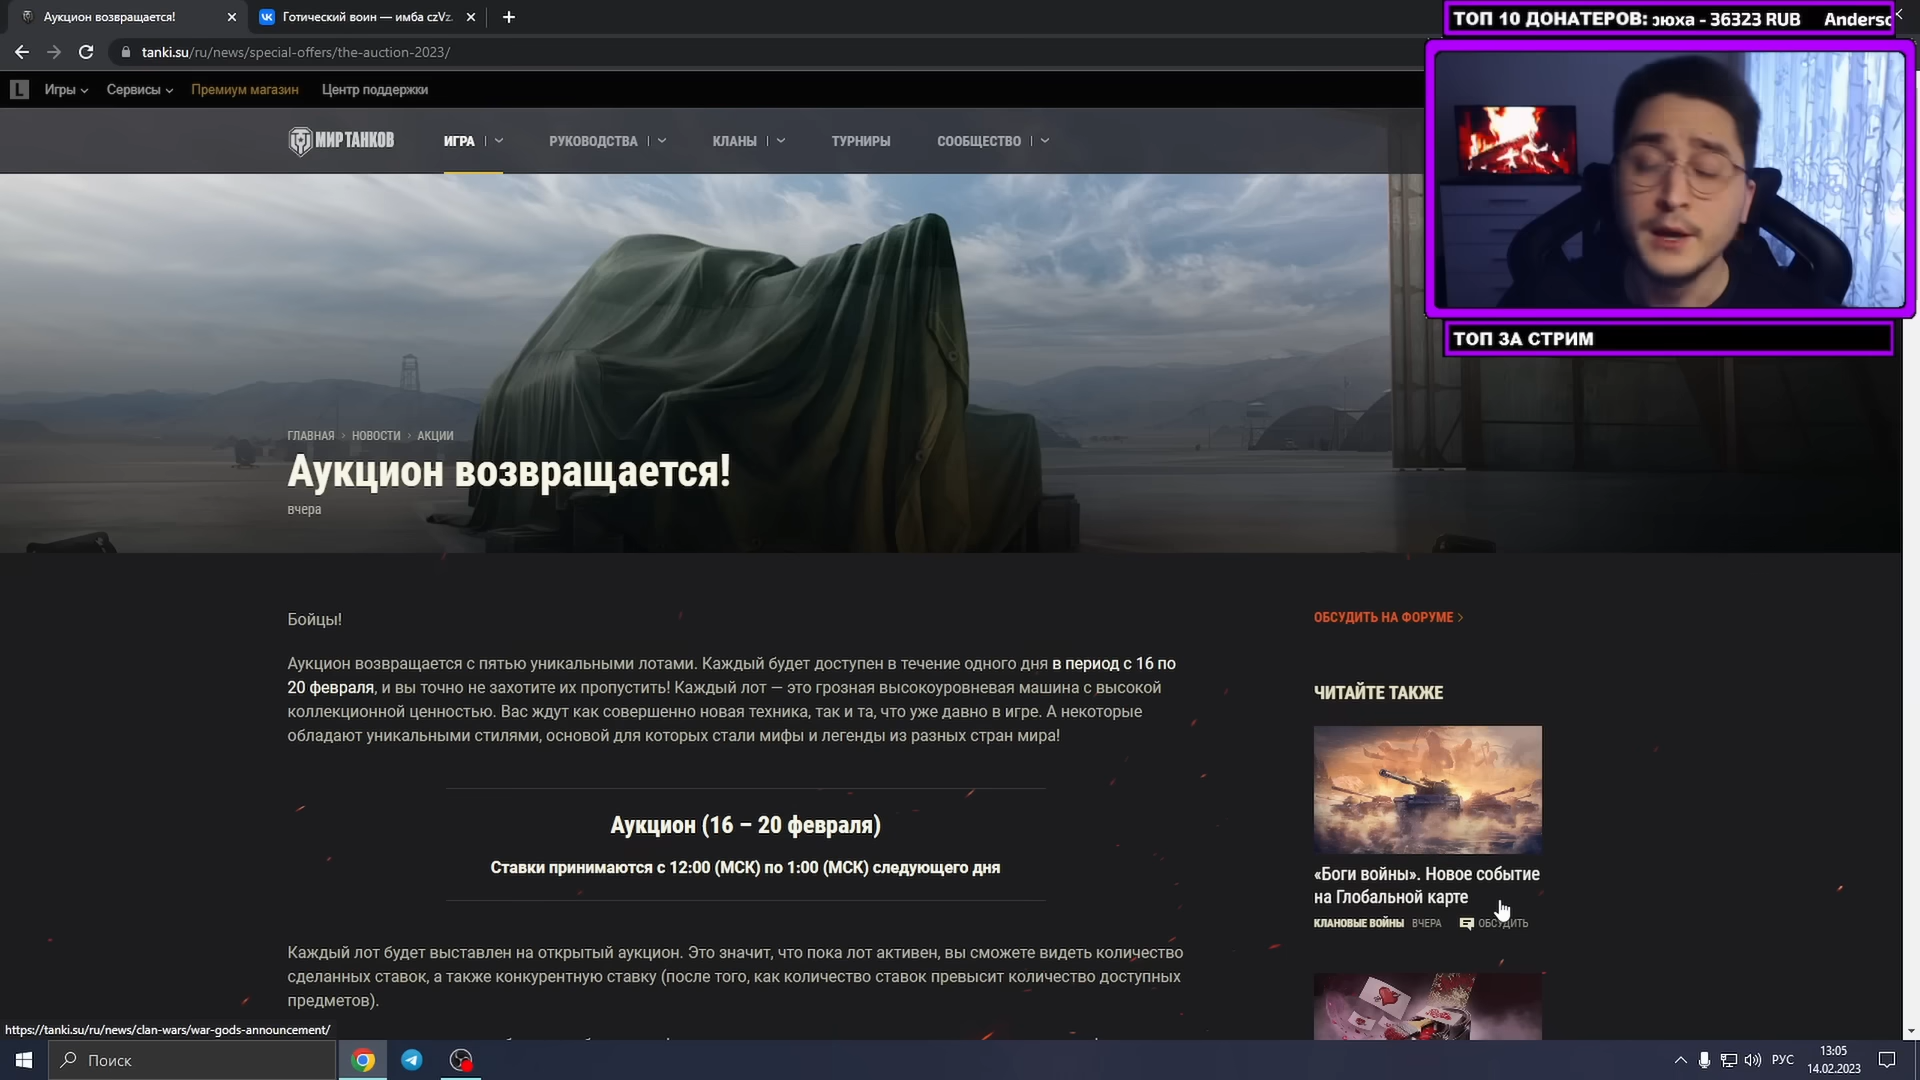 Аукцион возвращается!
Готический воин — имба czVz.
tanki.su/ru/news/special-offers/the-auction-2023/
ТОП 10 ДОНАТЕРОВ: зюха - 36323 RUB Anders
L Игры Сервисы Премиум магазин Центр поддержки
МИР ТАНКОВ
ИГРА РУКОВОДСТВА КЛАНЫ ТУРНИРЫ СООБЩЕСТВО
ТОП ЗА СТРИМ
ГЛАВНАЯ › НОВОСТИ › АКЦИИ
Аукцион возвращается!
вчера
Бойцы!
Аукцион возвращается с пятью уникальными лотами. Каждый будет доступен в течение одного дня в период с 16 по
20 февраля, и вы точно не захотите их пропустить! Каждый лот — это грозная высокоуровневая машина с высокой
коллекционной ценностью. Вас ждут как совершенно новая техника, так и та, что уже давно в игре. А некоторые
обладают уникальными стилями, основой для которых стали мифы и легенды из разных стран мира!
Аукцион (16 – 20 февраля)
Ставки принимаются с 12:00 (МСК) по 1:00 (МСК) следующего дня
Каждый лот будет выставлен на открытый аукцион. Это значит, что пока лот активен, вы сможете видеть количество
сделанных ставок, а также конкурентную ставку (после того, как количество ставок превысит количество доступных
предметов).
ОБСУДИТЬ НА ФОРУМЕ
ЧИТАЙТЕ ТАКЖЕ
«Боги войны». Новое событие
на Глобальной карте
КЛАНОВЫЕ ВОЙНЫ ВЧЕРА ОБСУДИТЬ
https://tanki.su/ru/news/clan-wars/war-gods-announcement/
Поиск
РУС
13:05
14.02.2023